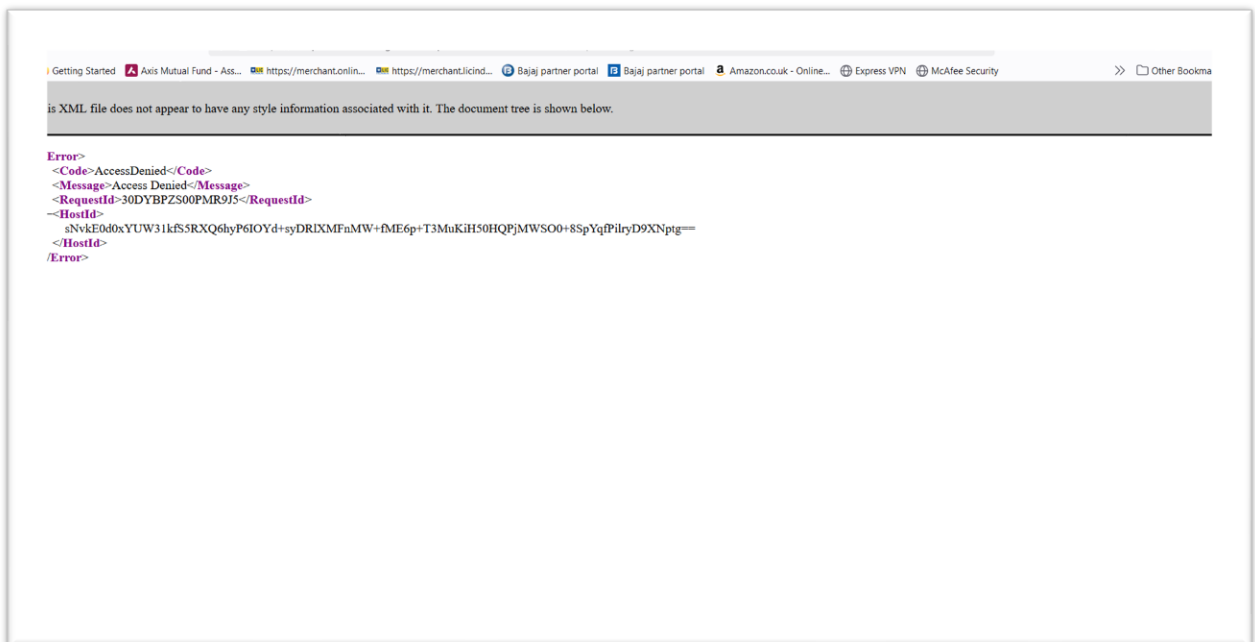 Getting Started Axis Mutual Fund - Ass... https://merchant.onlin... https://merchant.licind... Bajaj partner portal Bajaj partner portal Amazon.co.uk - Online... Express VPN McAfee Security Other Bookma
is XML file does not appear to have any style information associated with it. The document tree is shown below.
Error>
<Code>AccessDenied</Code>
<Message>Access Denied</Message>
<RequestId>30DYBPZS00PMR9J5</RequestId>
−<HostId>
sNvkE0d0xYUW31kfS5RXQ6hyP6IOYd+syDRlXMFnMW+fME6p+T3MuKiH50HQPjMWSO0+8SpYqfPilryD9XNptg==
</HostId>
/Error>